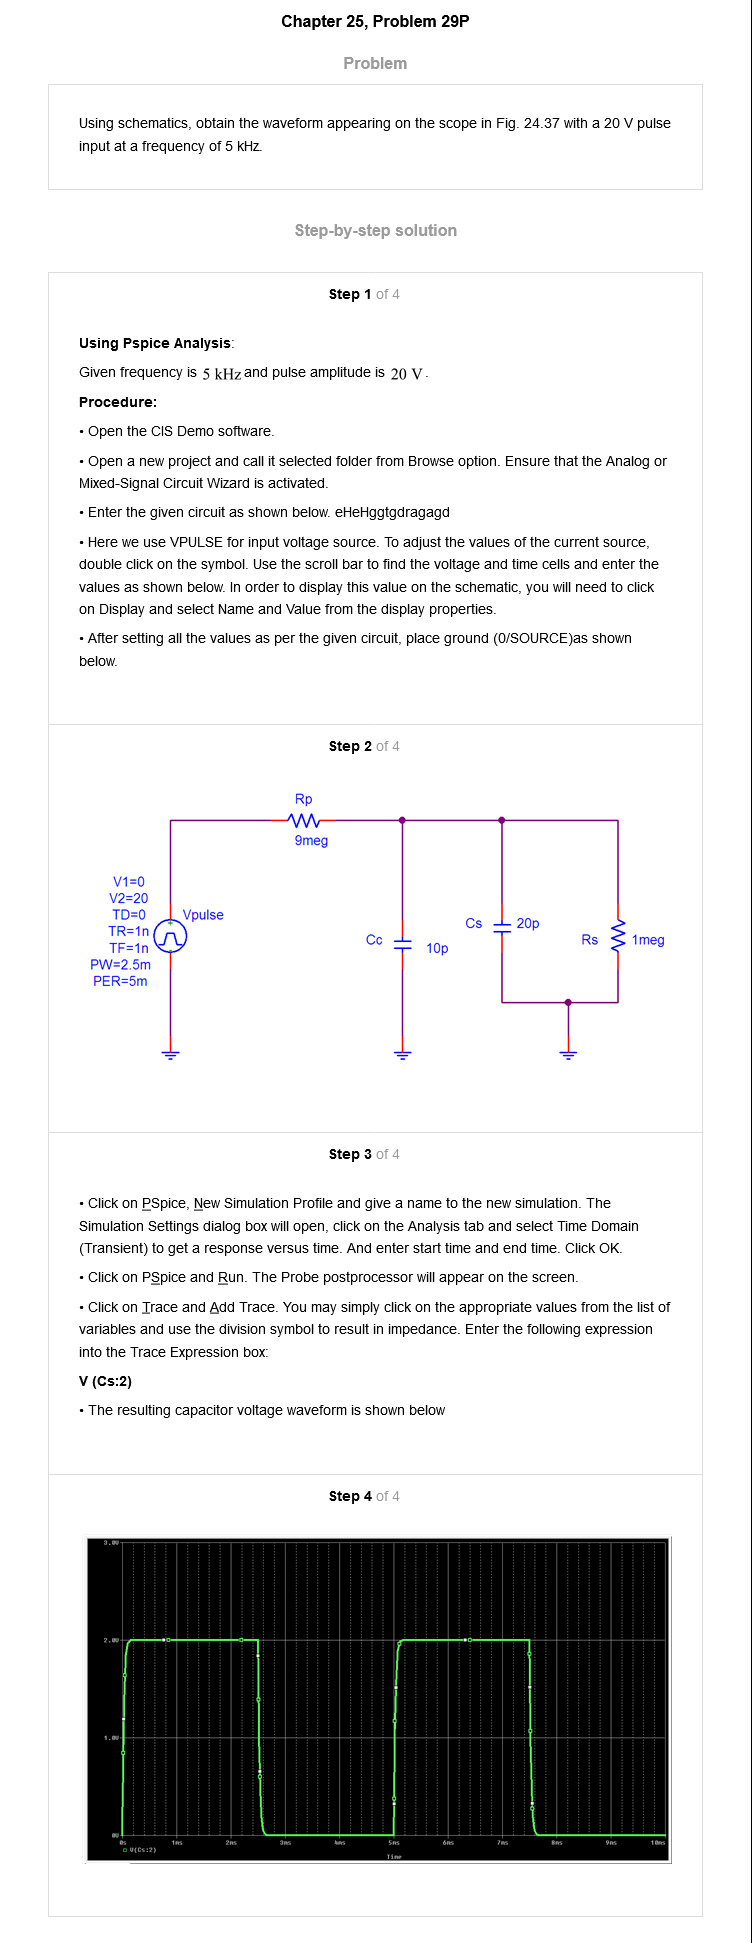 Chapter 25, Problem 29P
Problem
Using schematics, obtain the waveform appearing on the scope in Fig. 24.37 with a 20 V pulse
input at a frequency of 5 kHz.
Step-by-step solution
Step 1 of 4
Using Pspice Analysis:
Given frequency is 5 kHz and pulse amplitude is 20 V.
Procedure:
• Open the CIS Demo software.
• Open a new project and call it selected folder from Browse option. Ensure that the Analog or
Mixed-Signal Circuit Wizard is activated.
• Enter the given circuit as shown below. eHeHggtgdragagd
• Here we use VPULSE for input voltage source. To adjust the values of the current source,
double click on the symbol. Use the scroll bar to find the voltage and time cells and enter the
values as shown below. In order to display this value on the schematic, you will need to click
on Display and select Name and Value from the display properties.
• After setting all the values as per the given circuit, place ground (0/SOURCE)as shown
below.
Step 2 of 4
Rp
9meg
V1=0
V2=20
TD=0
TR=1n
TF=1n
PW=2.5m
PER=5m
Vpulse
Cc
10p
Cs
20p
Rs
1meg
Step 3 of 4
• Click on PSpice, New Simulation Profile and give a name to the new simulation. The
Simulation Settings dialog box will open, click on the Analysis tab and select Time Domain
(Transient) to get a response versus time. And enter start time and end time. Click OK.
• Click on PSpice and Run. The Probe postprocessor will appear on the screen.
• Click on Trace and Add Trace. You may simply click on the appropriate values from the list of
variables and use the division symbol to result in impedance. Enter the following expression
into the Trace Expression box:
V (Cs:2)
• The resulting capacitor voltage waveform is shown below
Step 4 of 4
3.0V
2.0V
1.0V
0V
0s 1ms 2ms 3ms 4ms 5ms 6ms 7ms 8ms 9ms 10ms
V(Cs:2)
Time